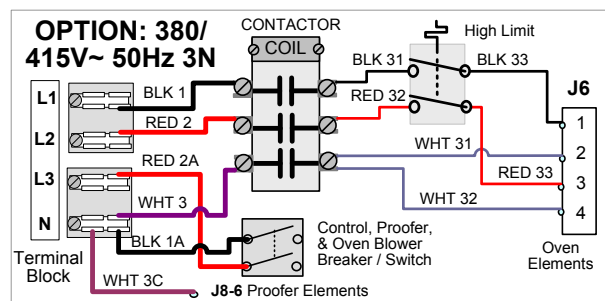 OPTION: 380/
415V~ 50Hz 3N
CONTACTOR
COIL
High Limit
BLK 31
BLK 33
J6
L1
BLK 1
RED 32
1
L2
RED 2
WHT 31
2
RED 2A
L3
RED 33
3
WHT 3
WHT 32
4
N
BLK 1A
Control, Proofer,
& Oven Blower
Breaker / Switch
Oven
Elements
Terminal
Block
WHT 3C
J8-6 Proofer Elements